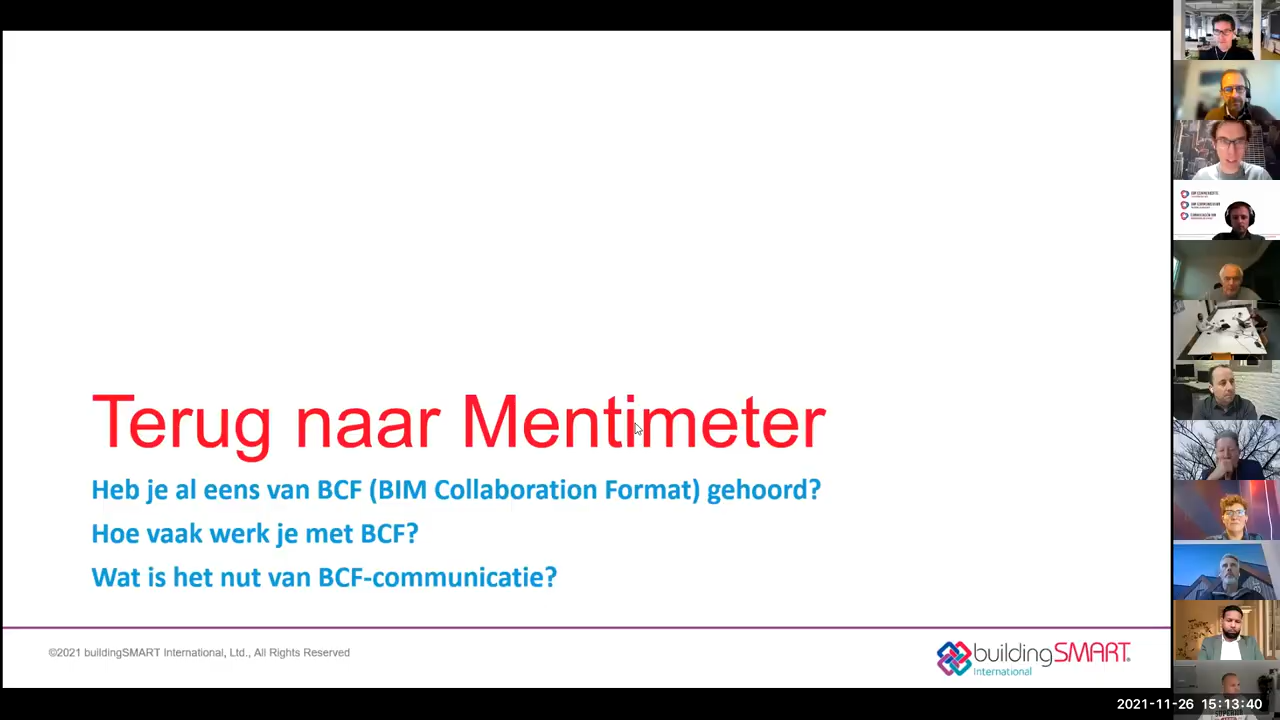 Terug naar Mentimeter
Heb je al eens van BCF (BIM Collaboration Format) gehoord?
Hoe vaak werk je met BCF?
Wat is het nut van BCF-communicatie?
©2021 buildingSMART International, Ltd., All Rights Reserved
buildingSMART®
International
2021-11-26 15:13:40